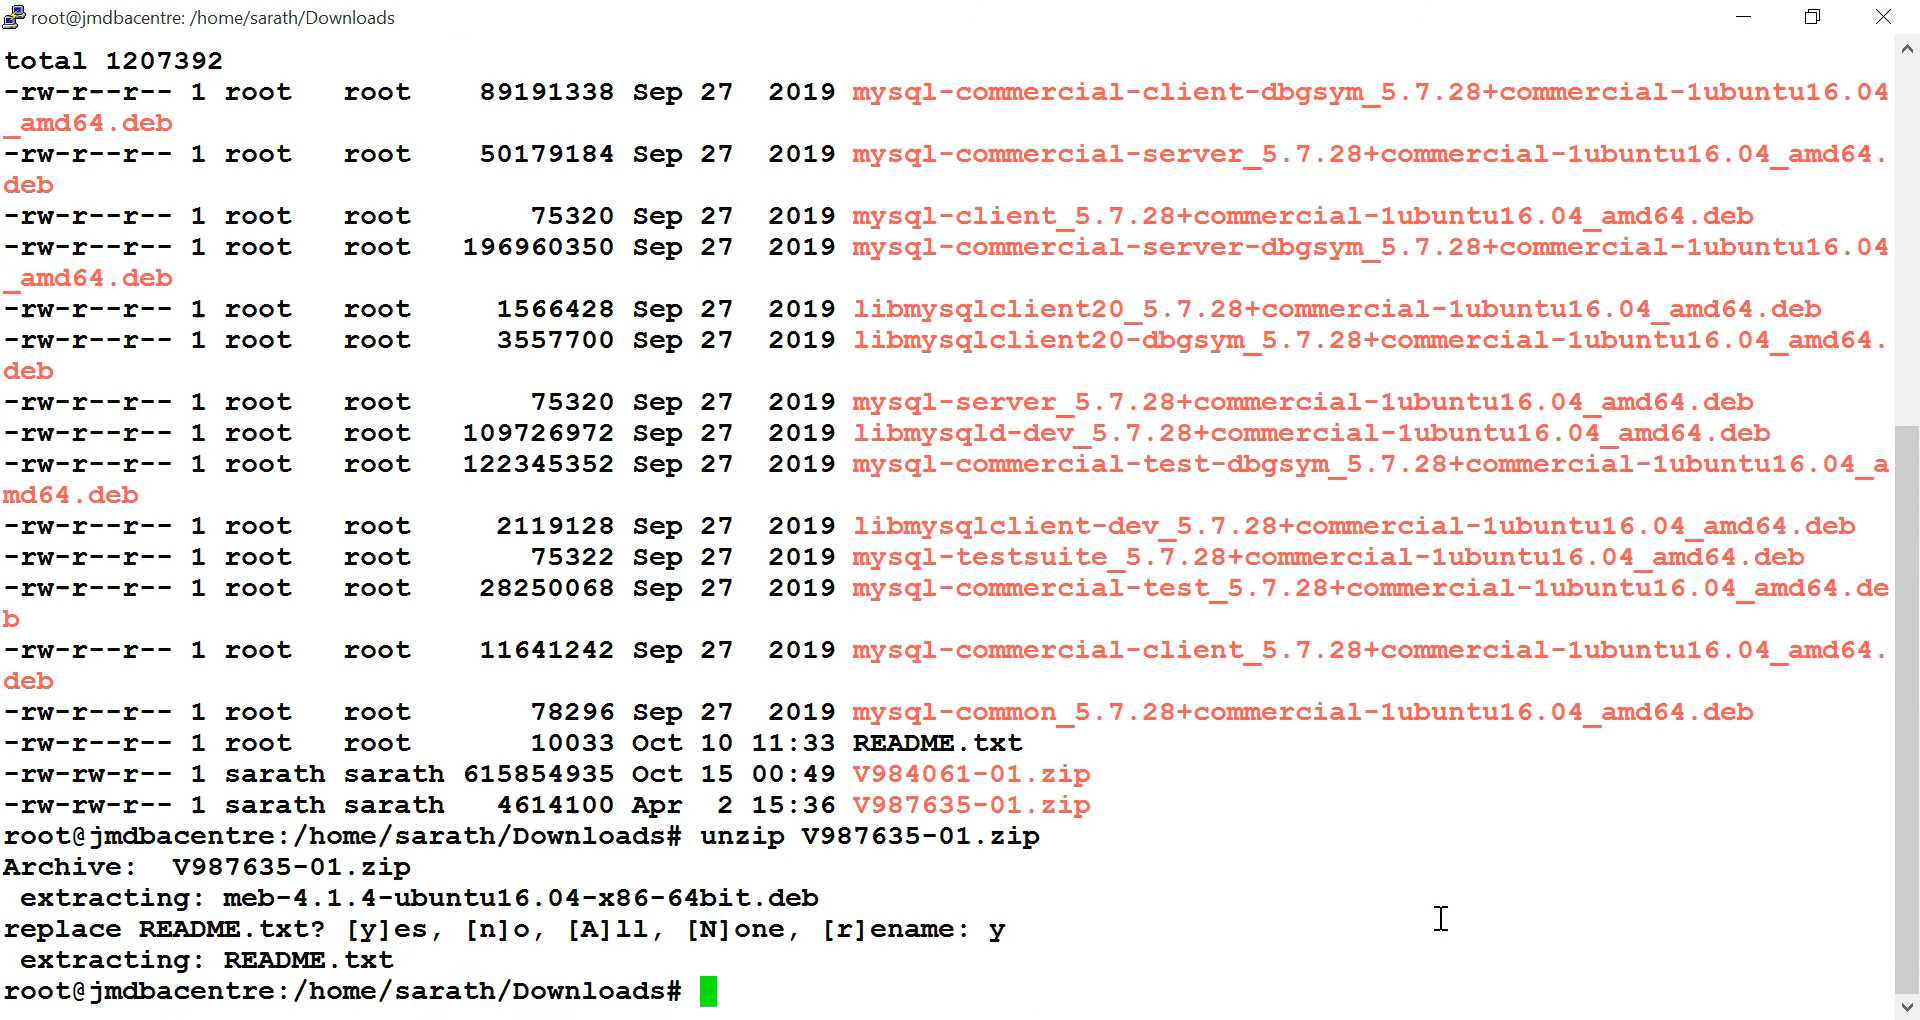 root@jmdbacentre: /home/sarath/Downloads
total 1207392
-rw-r--r-- 1 root   root    89191338 Sep 27  2019 mysql-commercial-client-dbgsym_5.7.28+commercial-1ubuntu16.04
_amd64.deb
-rw-r--r-- 1 root   root    50179184 Sep 27  2019 mysql-commercial-server_5.7.28+commercial-1ubuntu16.04_amd64.
deb
-rw-r--r-- 1 root   root       75320 Sep 27  2019 mysql-client_5.7.28+commercial-1ubuntu16.04_amd64.deb
-rw-r--r-- 1 root   root   196960350 Sep 27  2019 mysql-commercial-server-dbgsym_5.7.28+commercial-1ubuntu16.04
_amd64.deb
-rw-r--r-- 1 root   root     1566428 Sep 27  2019 libmysqlclient20_5.7.28+commercial-1ubuntu16.04_amd64.deb
-rw-r--r-- 1 root   root     3557700 Sep 27  2019 libmysqlclient20-dbgsym_5.7.28+commercial-1ubuntu16.04_amd64.
deb
-rw-r--r-- 1 root   root       75320 Sep 27  2019 mysql-server_5.7.28+commercial-1ubuntu16.04_amd64.deb
-rw-r--r-- 1 root   root   109726972 Sep 27  2019 libmysqld-dev_5.7.28+commercial-1ubuntu16.04_amd64.deb
-rw-r--r-- 1 root   root   122345352 Sep 27  2019 mysql-commercial-test-dbgsym_5.7.28+commercial-1ubuntu16.04_a
md64.deb
-rw-r--r-- 1 root   root     2119128 Sep 27  2019 libmysqlclient-dev_5.7.28+commercial-1ubuntu16.04_amd64.deb
-rw-r--r-- 1 root   root       75322 Sep 27  2019 mysql-testsuite_5.7.28+commercial-1ubuntu16.04_amd64.deb
-rw-r--r-- 1 root   root    28250068 Sep 27  2019 mysql-commercial-test_5.7.28+commercial-1ubuntu16.04_amd64.de
b
-rw-r--r-- 1 root   root    11641242 Sep 27  2019 mysql-commercial-client_5.7.28+commercial-1ubuntu16.04_amd64.
deb
-rw-r--r-- 1 root   root       78296 Sep 27  2019 mysql-common_5.7.28+commercial-1ubuntu16.04_amd64.deb
-rw-r--r-- 1 root   root       10033 Oct 10 11:33 README.txt
-rw-rw-r-- 1 sarath sarath 615854935 Oct 15 00:49 V984061-01.zip
-rw-rw-r-- 1 sarath sarath   4614100 Apr  2 15:36 V987635-01.zip
root@jmdbacentre:/home/sarath/Downloads# unzip V987635-01.zip
Archive:  V987635-01.zip
 extracting: meb-4.1.4-ubuntu16.04-x86-64bit.deb
replace README.txt? [y]es, [n]o, [A]ll, [N]one, [r]ename: y
 extracting: README.txt
root@jmdbacentre:/home/sarath/Downloads#